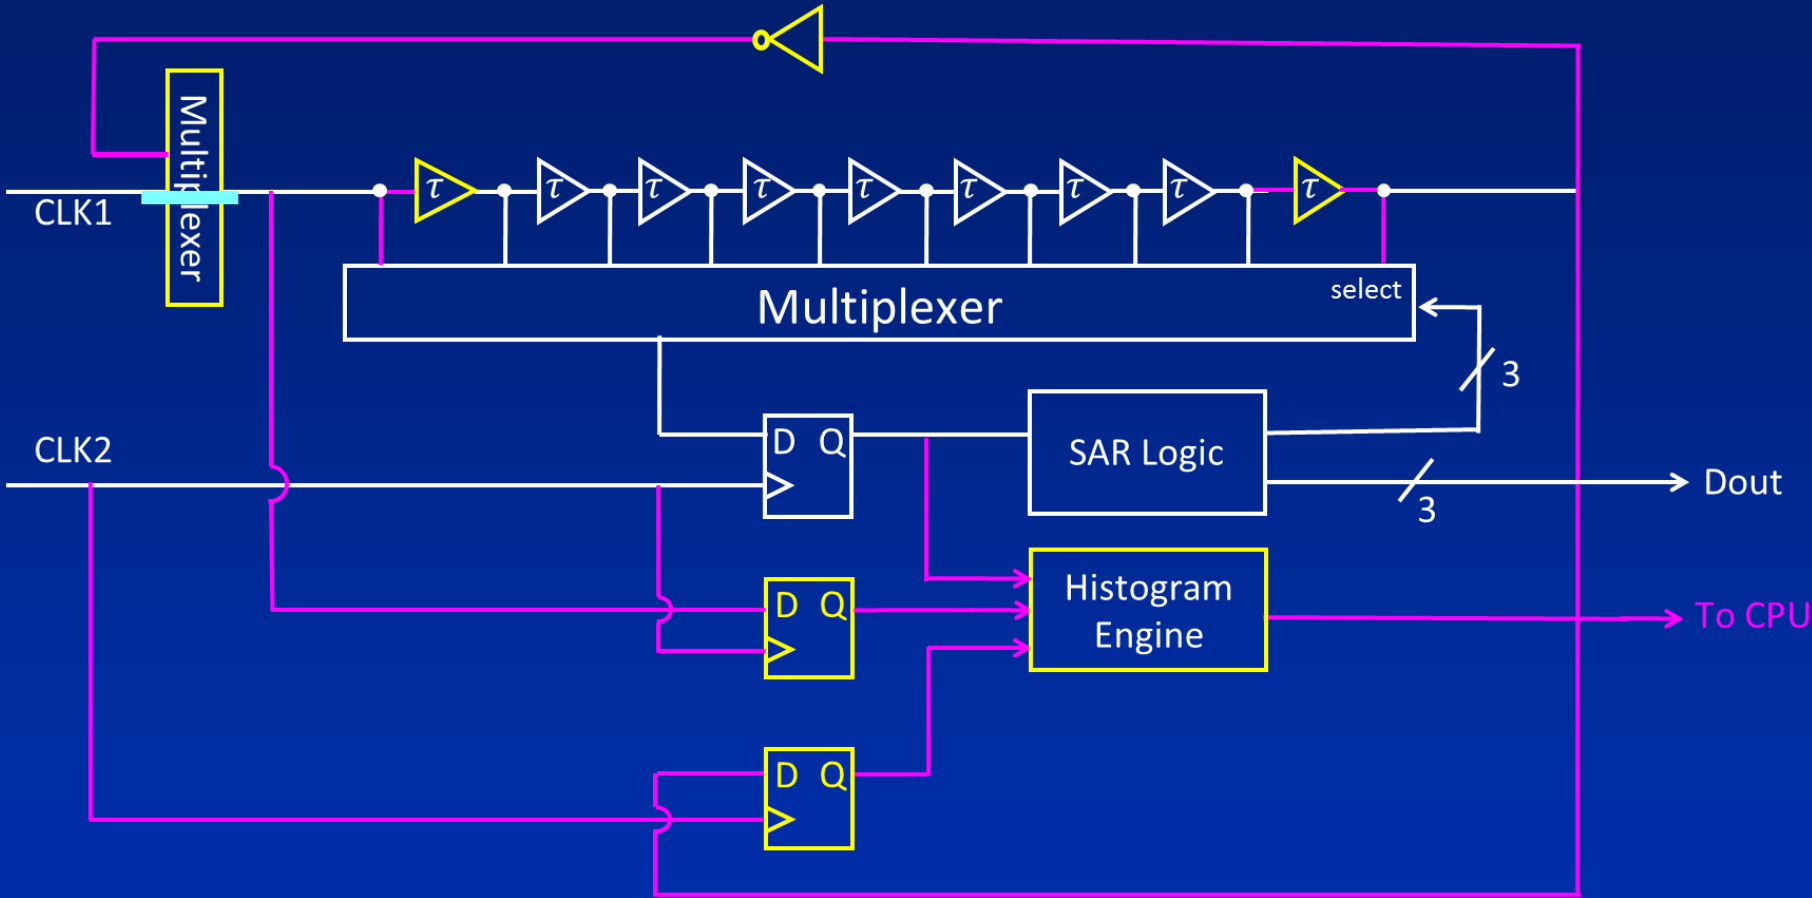 Multiplexer
CLK1
τ τ τ τ τ τ τ τ τ
select
Multiplexer
3
CLK2
D Q
SAR Logic
3
Dout
D Q
Histogram
Engine
To CPU
D Q